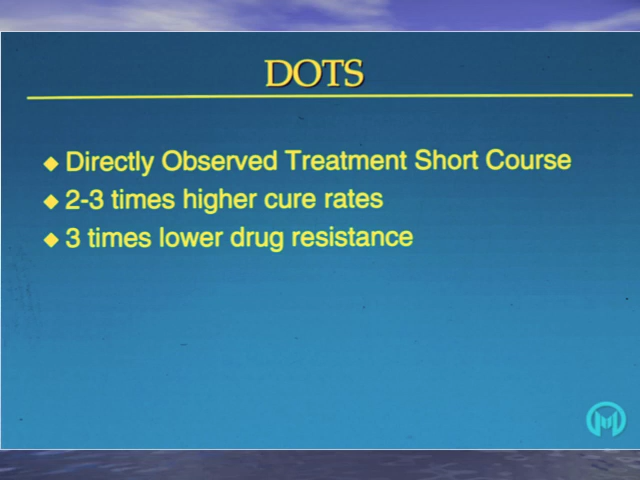 DOTS
Directly Observed Treatment Short Course
2-3 times higher cure rates
3 times lower drug resistance